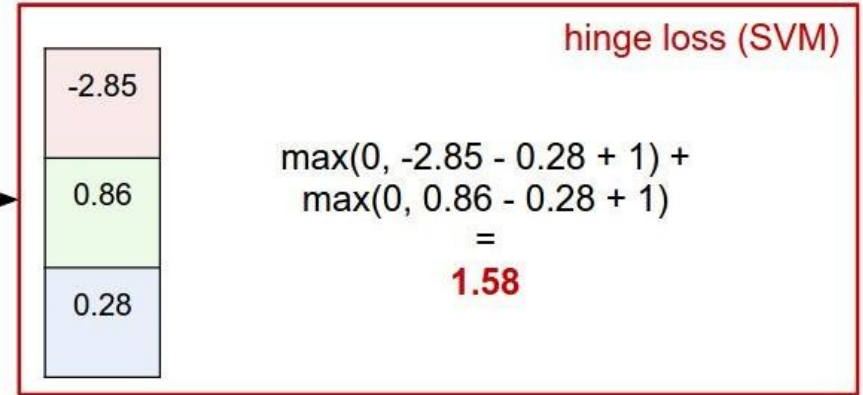 hinge loss (SVM)
-2.85
0.86
0.28
max(0, -2.85 - 0.28 + 1) +
max(0, 0.86 - 0.28 + 1)
=
1.58